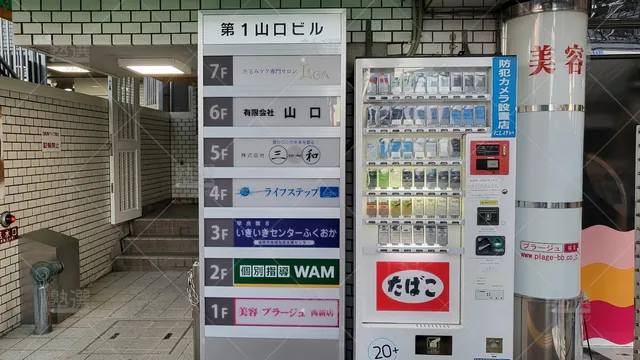 第1山口ビル
7F
たるみケア専門サロン
6F
有限会社 山口
5F
株式会社 三和
4F
ライフステップ
3F
いきいきセンターふくおか
2F
個別指導 WAM
1F
美容 プラージュ 西新店
防犯カメラ設置店
たばこ
20+
美容
プラージュ
www.plage-bb.co.jp